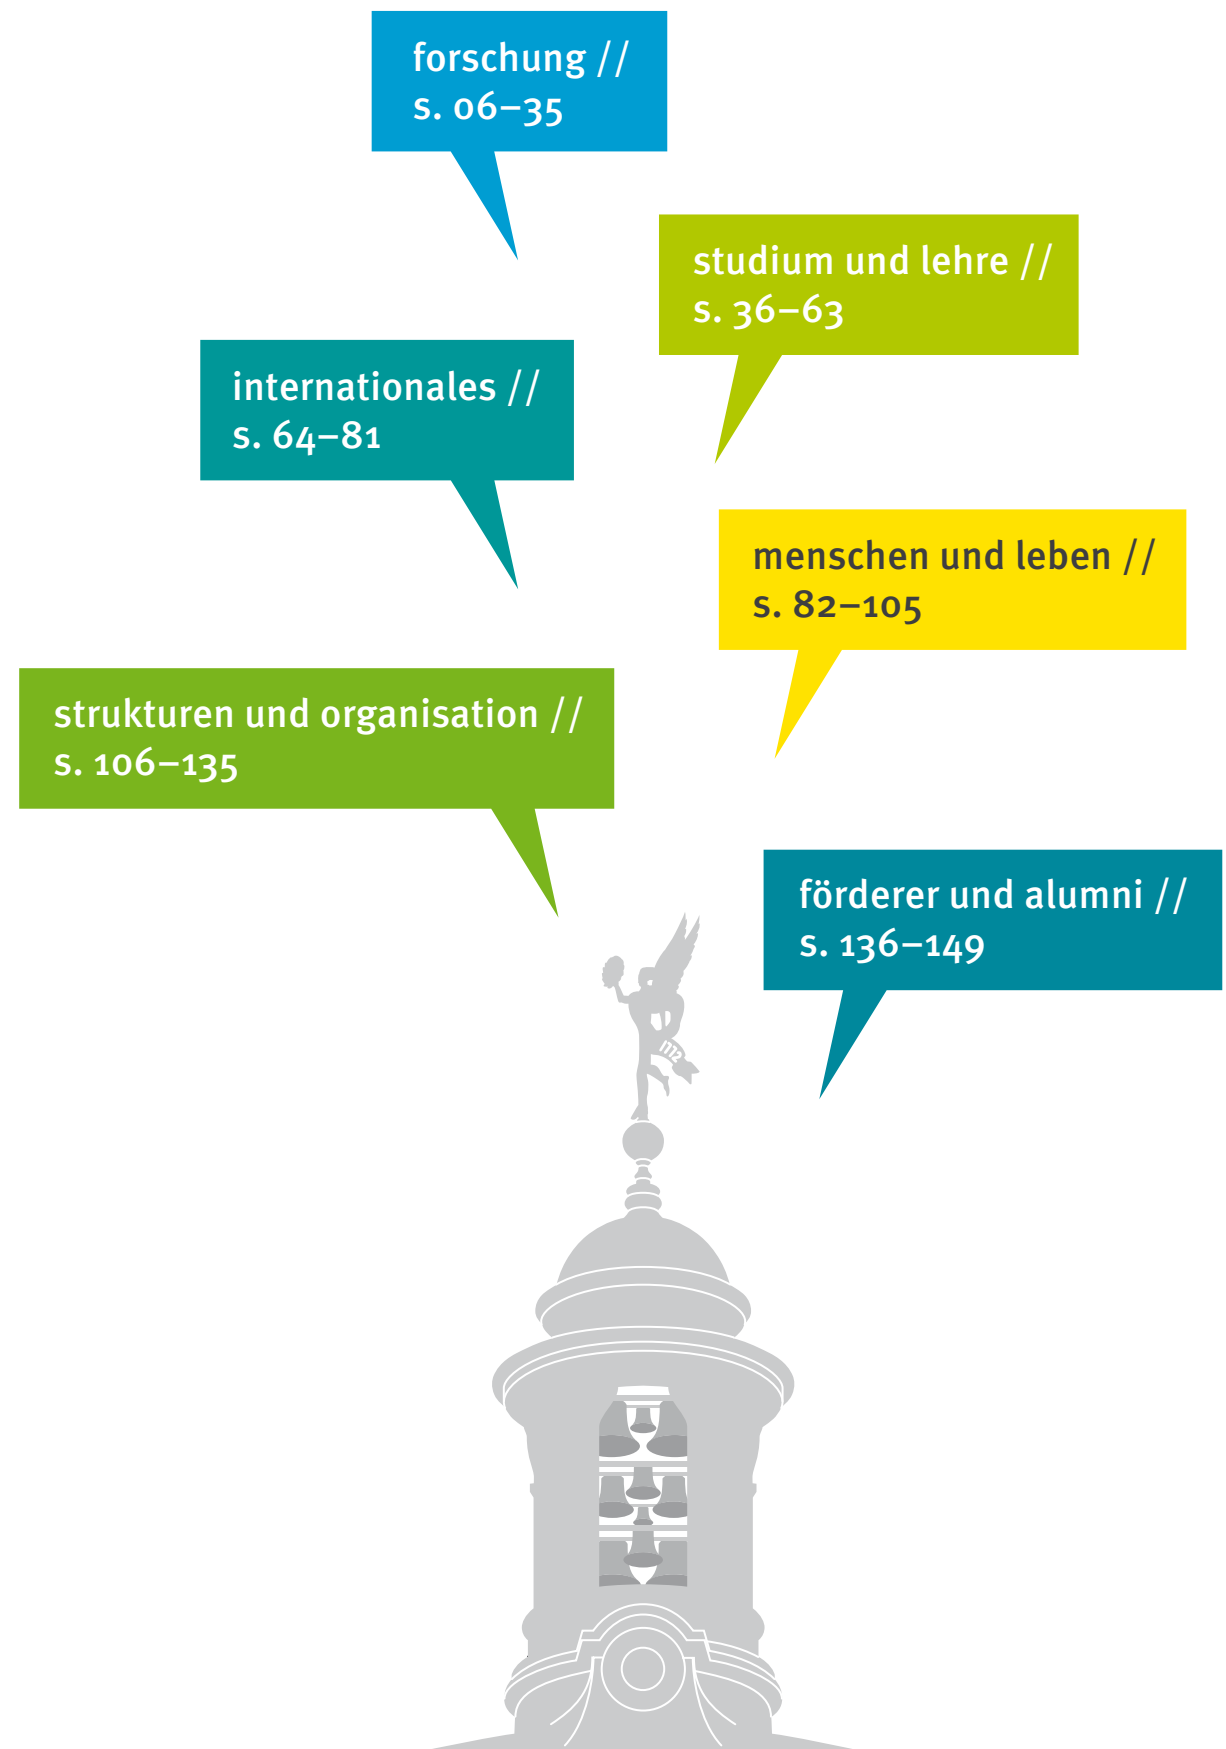 forschung //
s. 06–35
studium und lehre //
s. 36–63
internationales //
s. 64–81
menschen und leben //
s. 82–105
strukturen und organisation //
s. 106–135
förderer und alumni //
s. 136–149